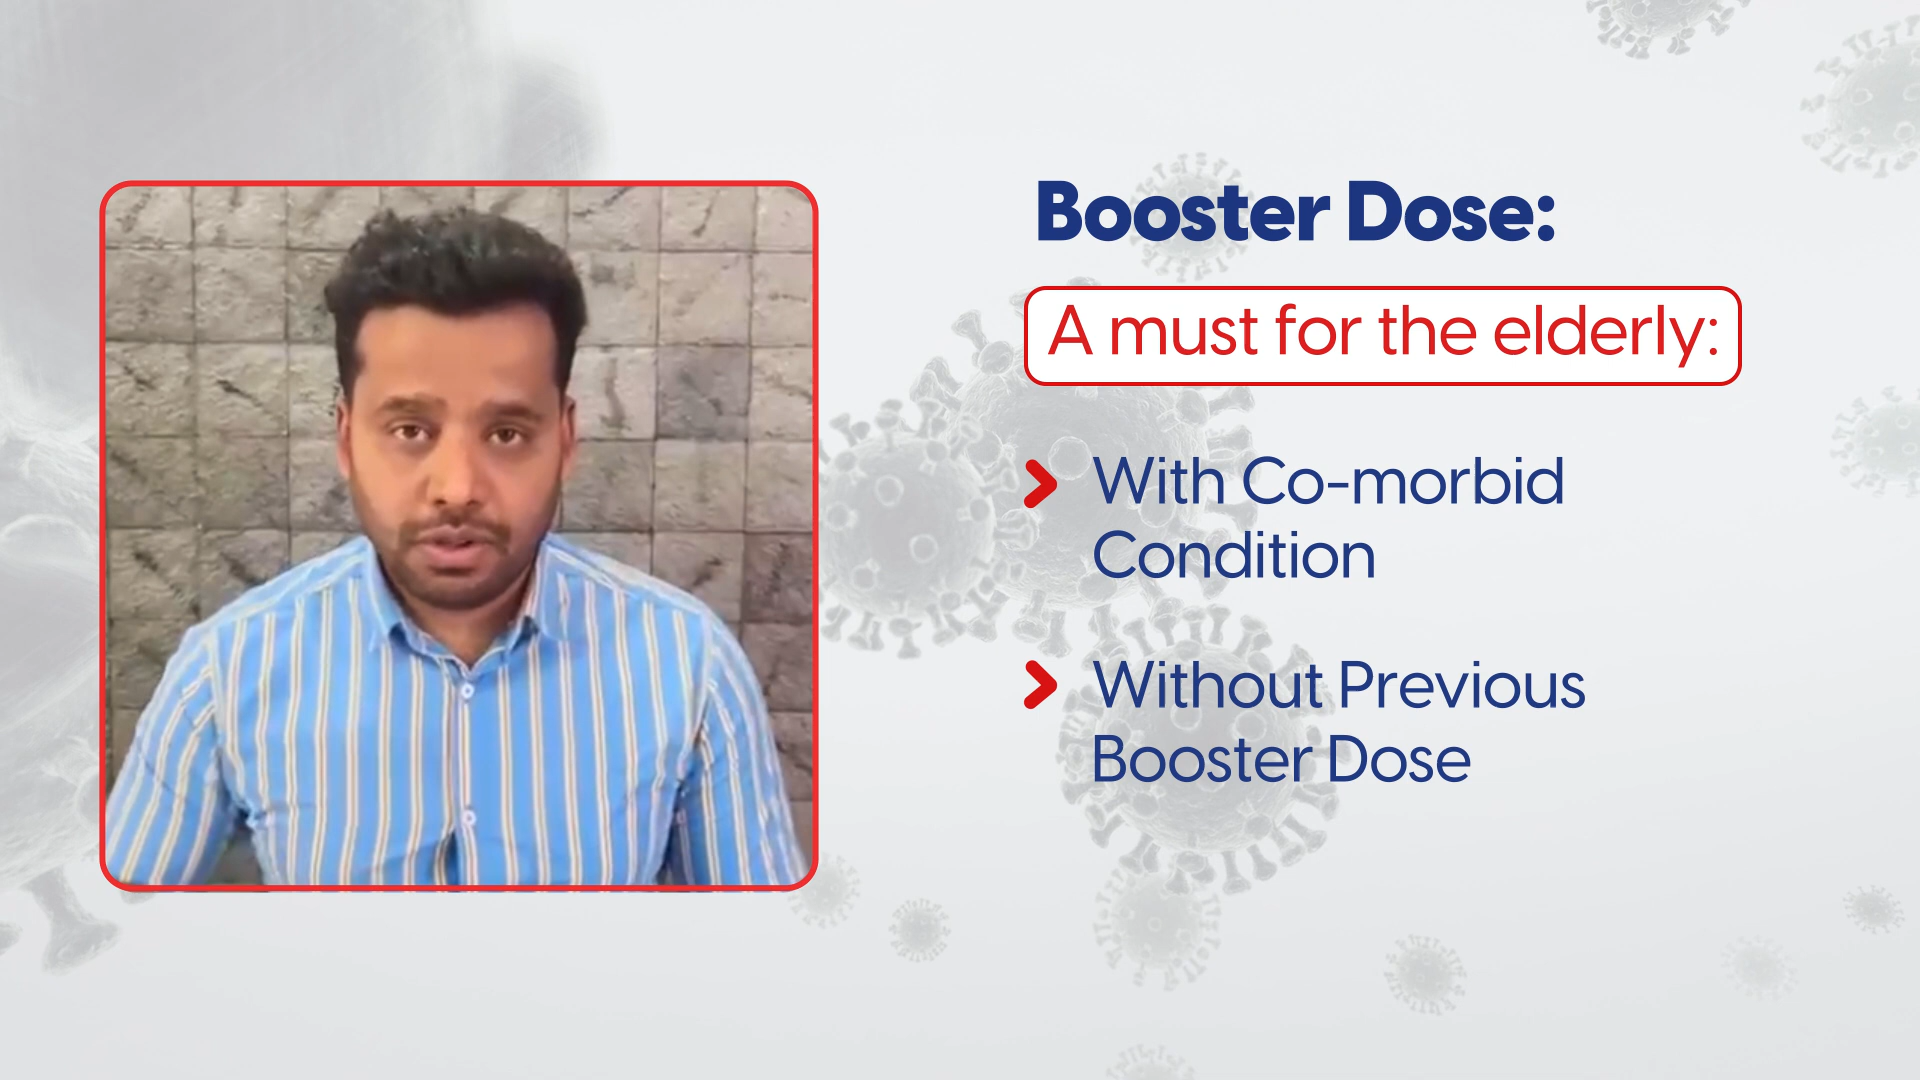 Booster Dose:
A must for the elderly:
With Co-morbid
Condition
Without Previous
Booster Dose